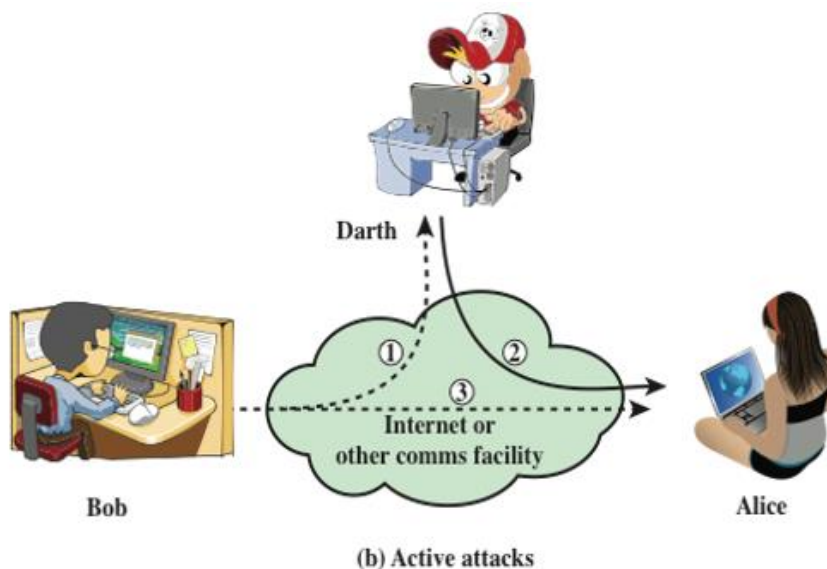 Darth
①
②
③
Internet or
other comms facility
Bob
Alice
(b) Active attacks